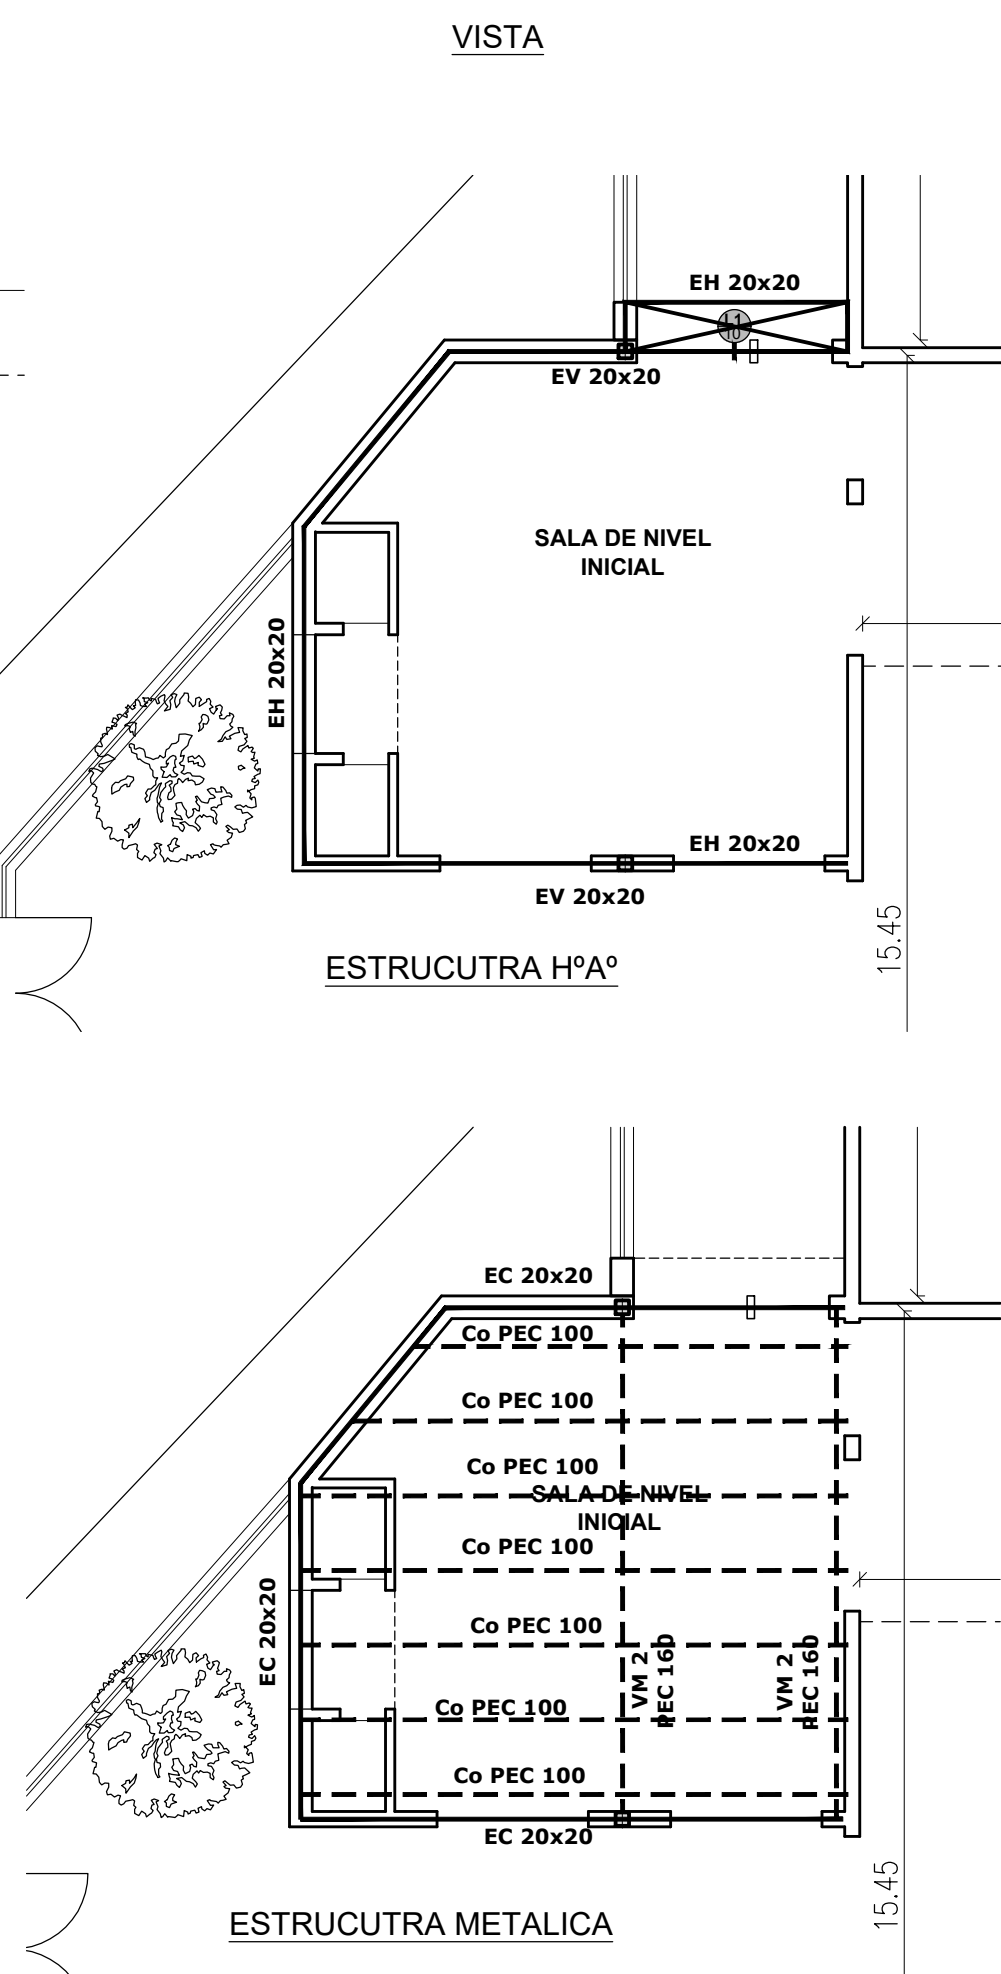 VISTA
EH 20x20
EV 20x20
SALA DE NIVEL
INICIAL
EH 20x20
EH 20x20
EV 20x20
15.45
ESTRUCUTRA HºAº
EC 20x20
Co PEC 100
Co PEC 100
Co PEC 100
SALA DE NIVEL
INICIAL
Co PEC 100
EC 20x20
Co PEC 100
VM 2
PEC 160
VM 2
PEC 160
Co PEC 100
Co PEC 100
EC 20x20
15.45
ESTRUCUTRA METALICA